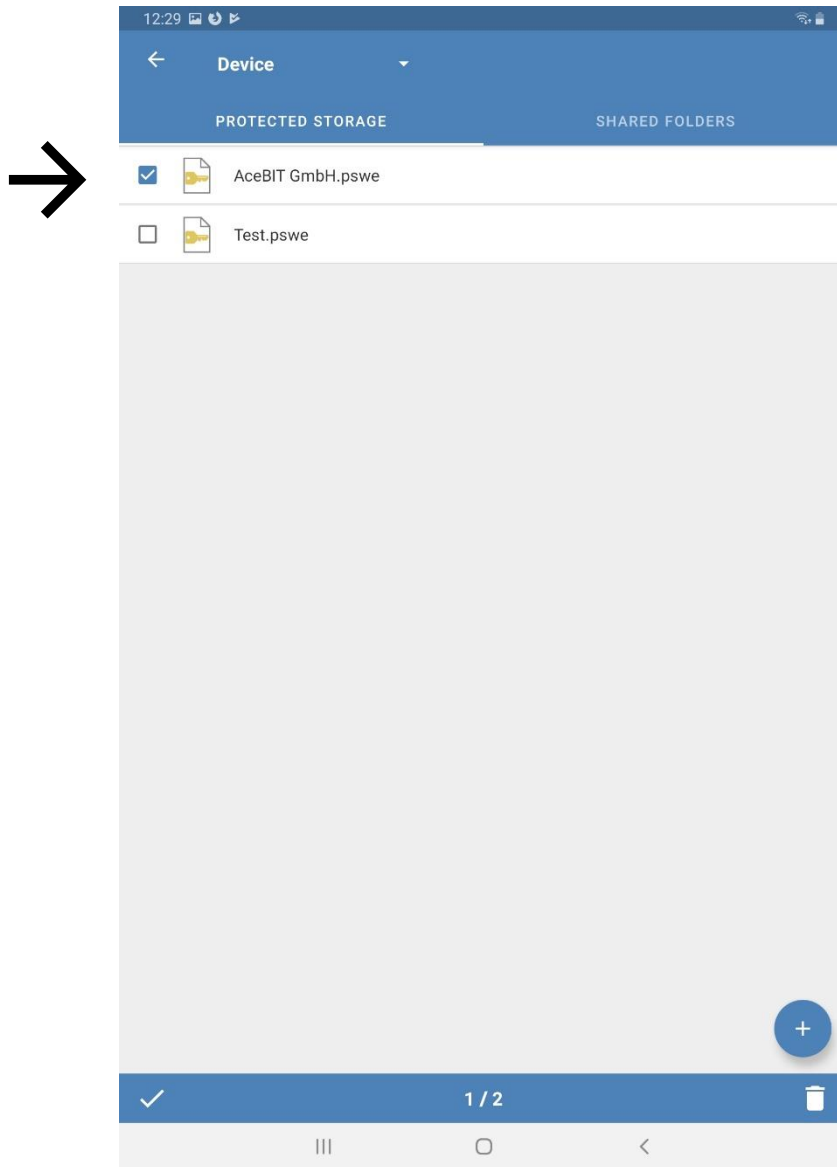 12:29
Device
PROTECTED STORAGE SHARED FOLDERS
AceBIT GmbH.pswe
Test.pswe
1 / 2